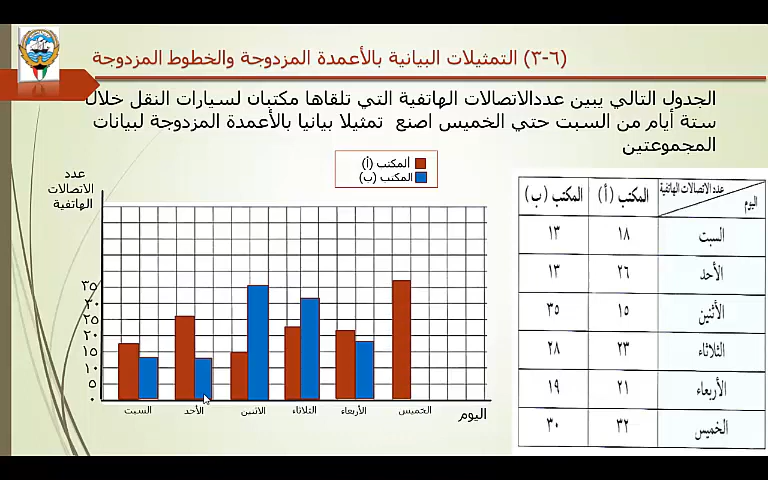 (٦-٣) التمثيلات البيانية بالأعمدة المزدوجة والخطوط المزدوجة
الجدول التالي يبين عددالاتصالات الهاتفية التي تلقاها مكتبان لسيارات النقل خلال
ستة أيام من السبت حتي الخميس اصنع تمثيلا بيانيا بالأعمدة المزدوجة لبيانات
المجموعتين
المكتب (أ)
المكتب (ب)
عدد
الاتصالات
الهاتفية
٣٥
٣٠
٢٥
٢٠
١٥
١٠
٥
٠
السبت
الأحد
الاثنين
الثلاثاء
الأربعاء
الخميس
اليوم
عدد الاتصالات الهاتفية
اليوم
المكتب (أ) المكتب (ب)
السبت ١٨ ١٣
الأحد ٢٦ ١٣
الأثنين ١٥ ٣٥
الثلاثاء ٢٣ ٢٨
الأربعاء ٢١ ١٩
الخميس ٣٢ ٣٠